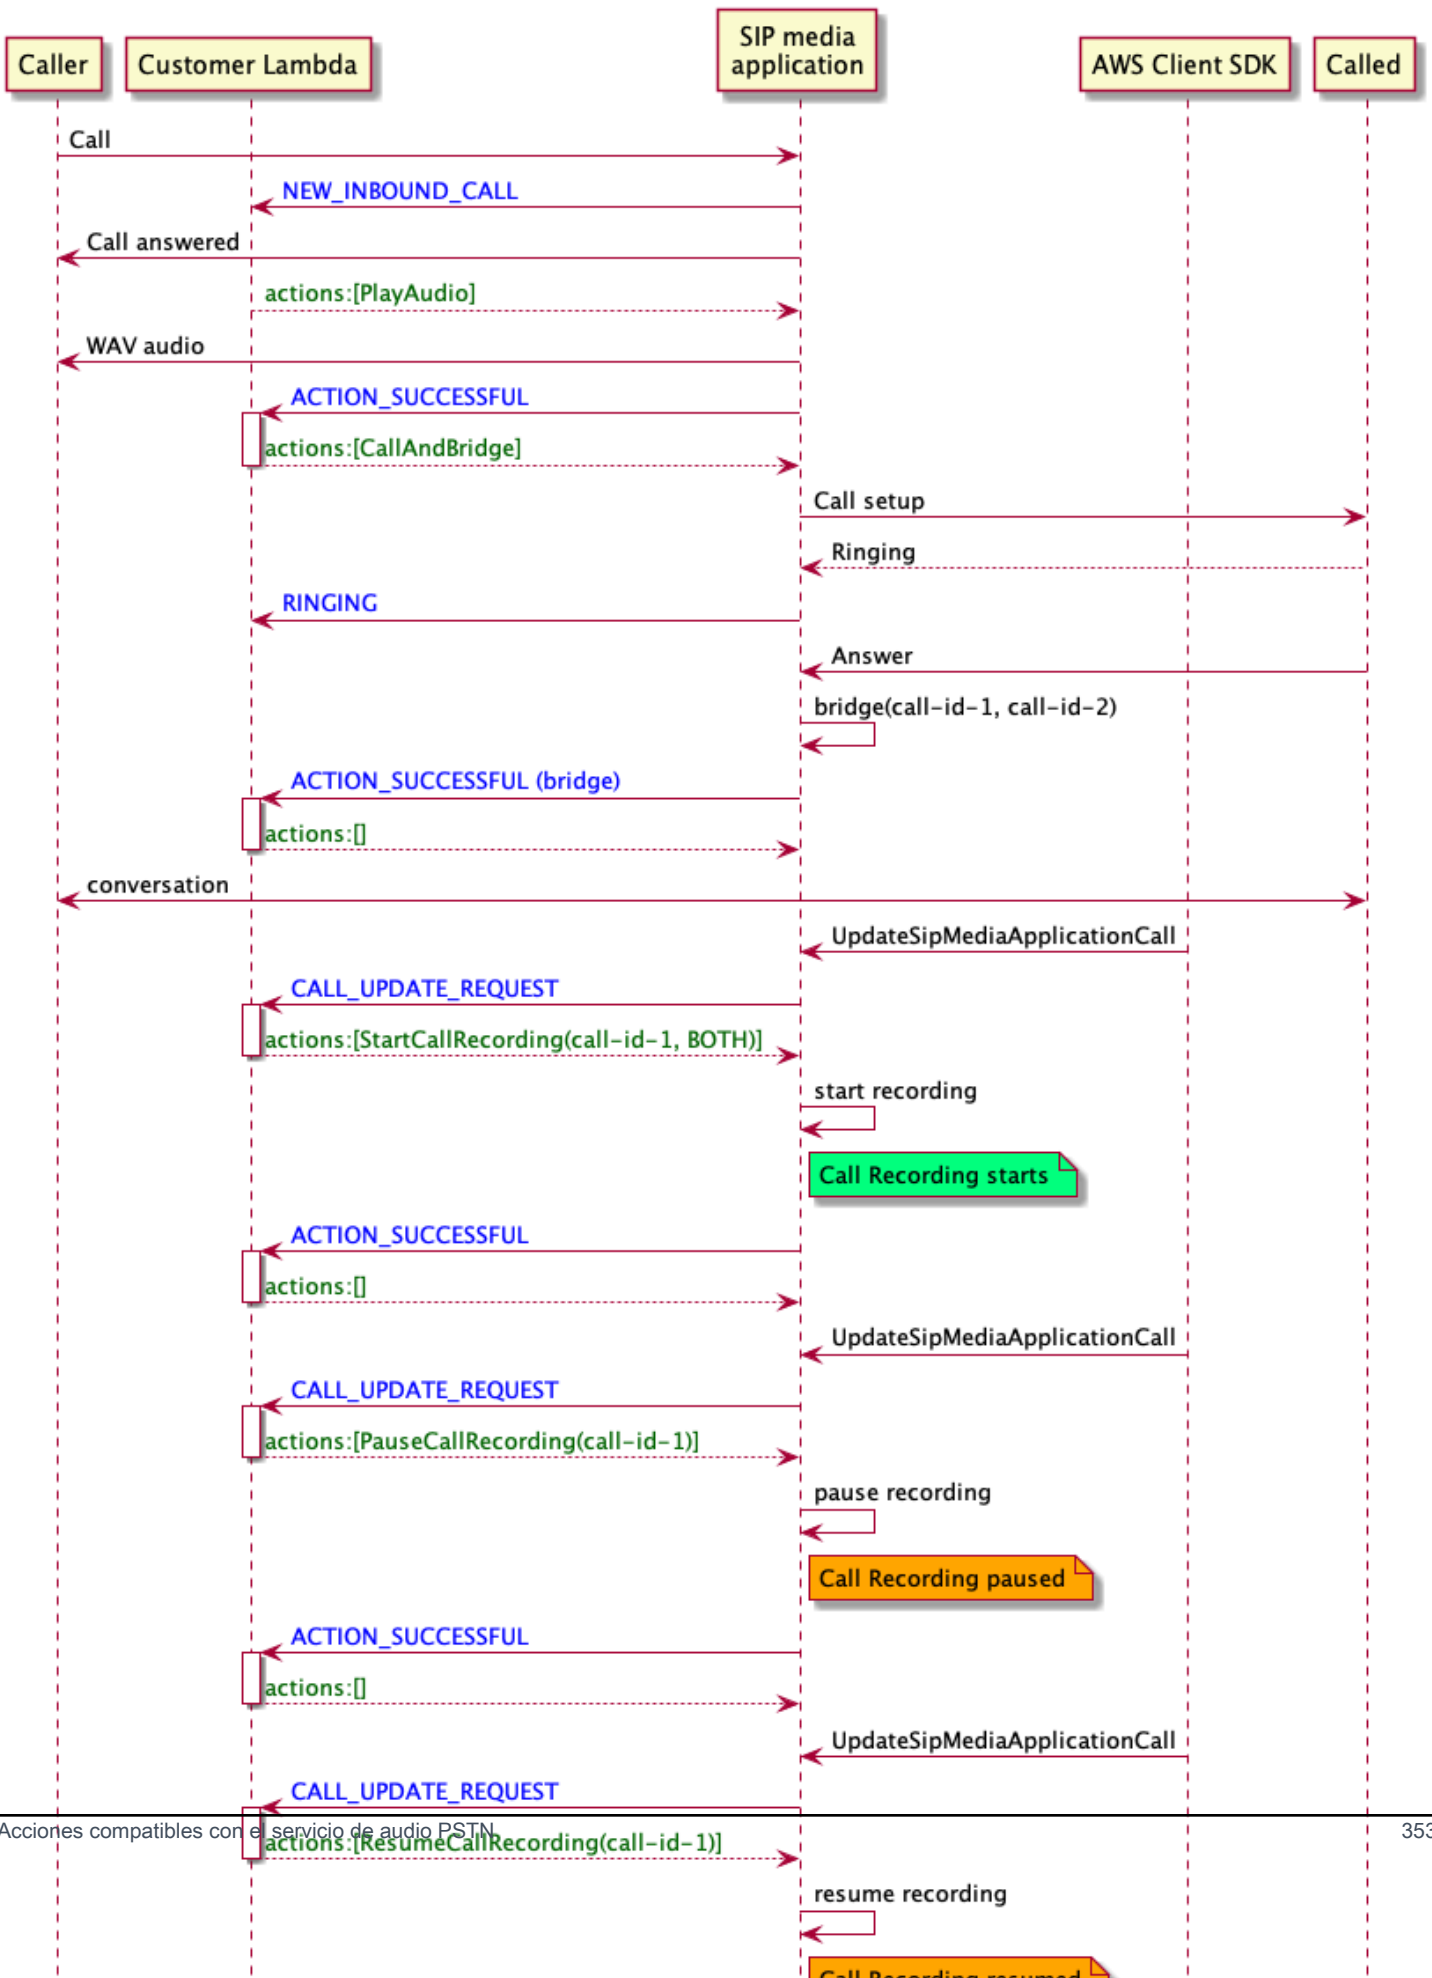 Caller
Customer Lambda
SIP media
application
AWS Client SDK
Called
Call
NEW_INBOUND_CALL
Call answered
actions:[PlayAudio]
WAV audio
ACTION_SUCCESSFUL
actions:[CallAndBridge]
Call setup
Ringing
RINGING
Answer
bridge(call-id-1, call-id-2)
ACTION_SUCCESSFUL (bridge)
actions:[]
conversation
UpdateSipMediaApplicationCall
CALL_UPDATE_REQUEST
actions:[StartCallRecording(call-id-1, BOTH)]
start recording
Call Recording starts
ACTION_SUCCESSFUL
actions:[]
UpdateSipMediaApplicationCall
CALL_UPDATE_REQUEST
actions:[PauseCallRecording(call-id-1)]
pause recording
Call Recording paused
ACTION_SUCCESSFUL
actions:[]
UpdateSipMediaApplicationCall
CALL_UPDATE_REQUEST
Acciones compatibles con el servicio de audio PSTN
353
actions:[ResumeCallRecording(call-id-1)]
resume recording
Call Recording resumed